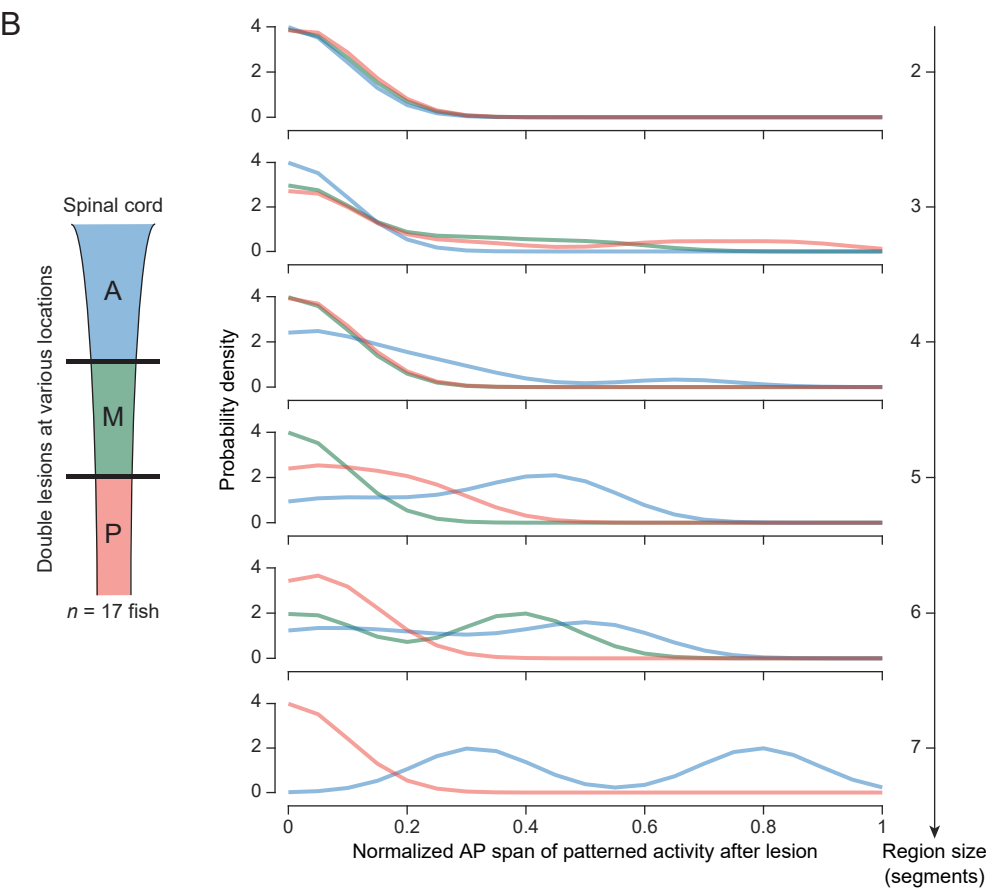 B
Spinal cord
A
M
P
Double lesions at various locations
n = 17 fish
Probability density
4
2
0
2
4
2
0
3
4
2
0
4
4
2
0
5
4
2
0
6
4
2
0
7
0 0.2 0.4 0.6 0.8 1
Normalized AP span of patterned activity after lesion
Region size
(segments)